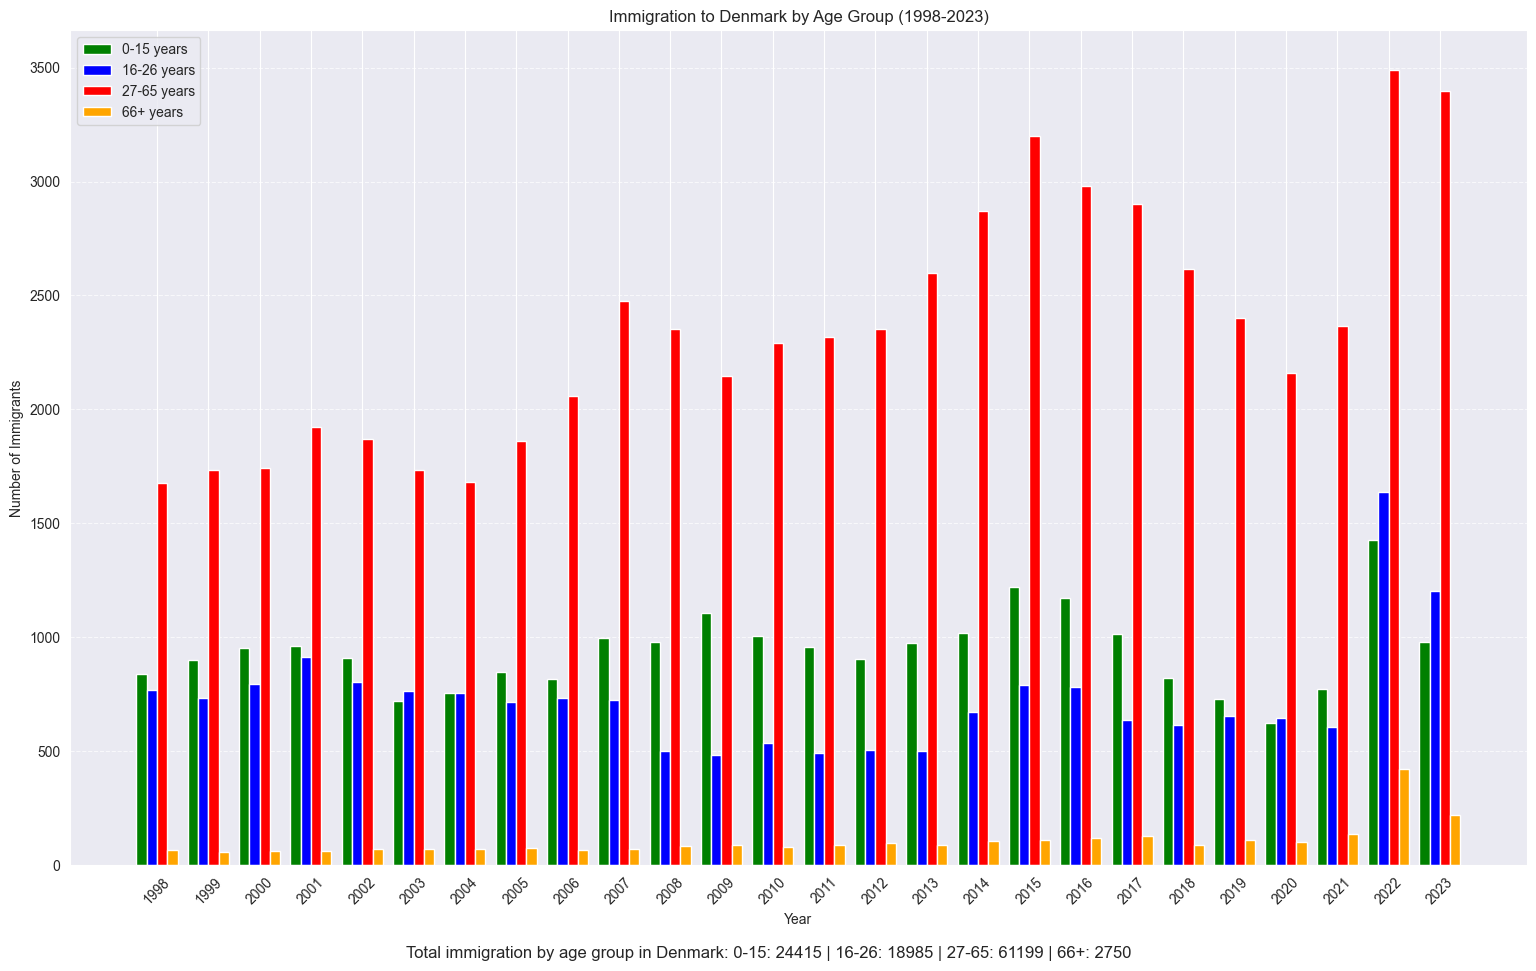 Immigration to Denmark by Age Group (1998-2023)
0-15 years
16-26 years
27-65 years
66+ years
Number of Immigrants
3500
3000
2500
2000
1500
1000
500
0
1998 1999 2000 2001 2002 2003 2004 2005 2006 2007 2008 2009 2010 2011 2012 2013 2014 2015 2016 2017 2018 2019 2020 2021 2022 2023
Year
Total immigration by age group in Denmark: 0-15: 24415 | 16-26: 18985 | 27-65: 61199 | 66+: 2750